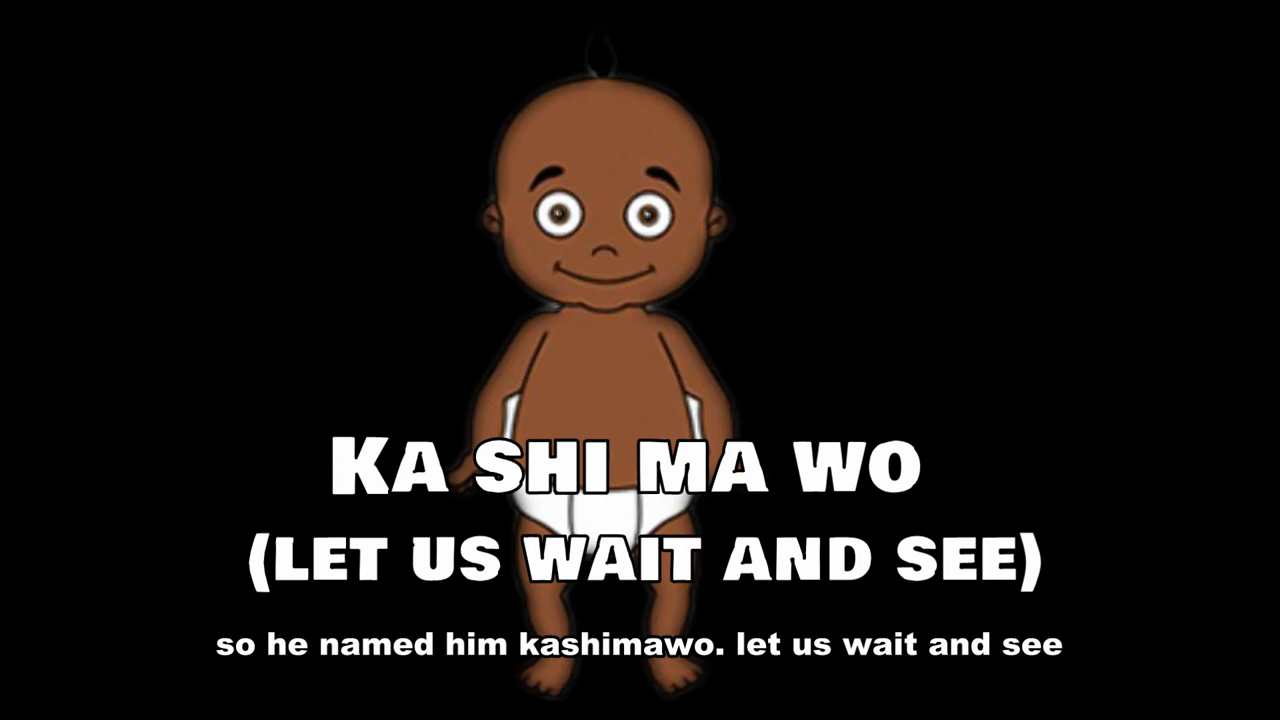 KA SHI MA WO
(LET US WAIT AND SEE)
so he named him kashimawo. let us wait and see